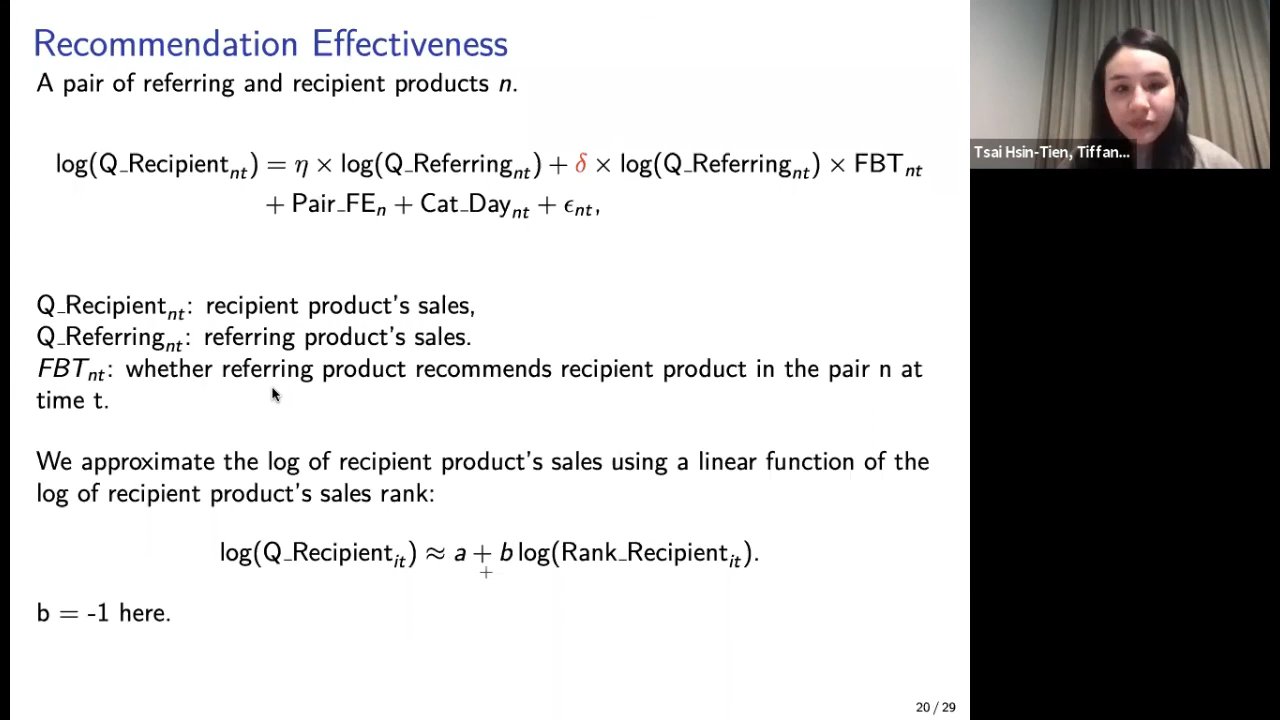 Recommendation Effectiveness
A pair of referring and recipient products n.
log(Q_Recipient_nt) = η × log(Q_Referring_nt) + δ × log(Q_Referring_nt) × FBT_nt
+ Pair_FE_n + Cat_Day_nt + ϵ_nt,
Q_Recipient_nt: recipient product's sales,
Q_Referring_nt: referring product's sales.
FBT_nt: whether referring product recommends recipient product in the pair n at
time t.
We approximate the log of recipient product's sales using a linear function of the
log of recipient product's sales rank:
log(Q_Recipient_it) ≈ a + b log(Rank_Recipient_it).
b = -1 here.
20 / 29
Tsai Hsin-Tien, Tiffan...